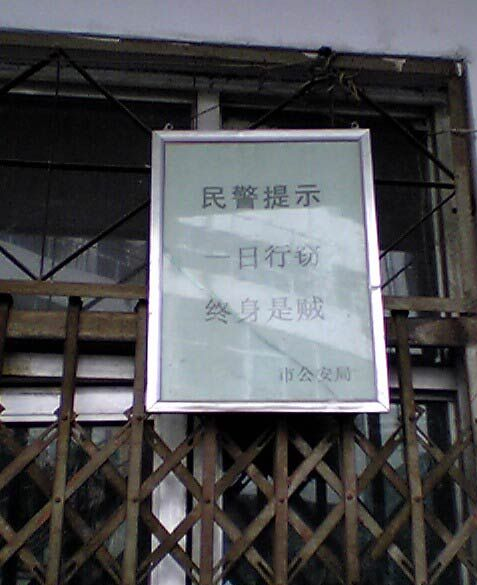 民警提示
一日行窃
终身是贼
市公安局